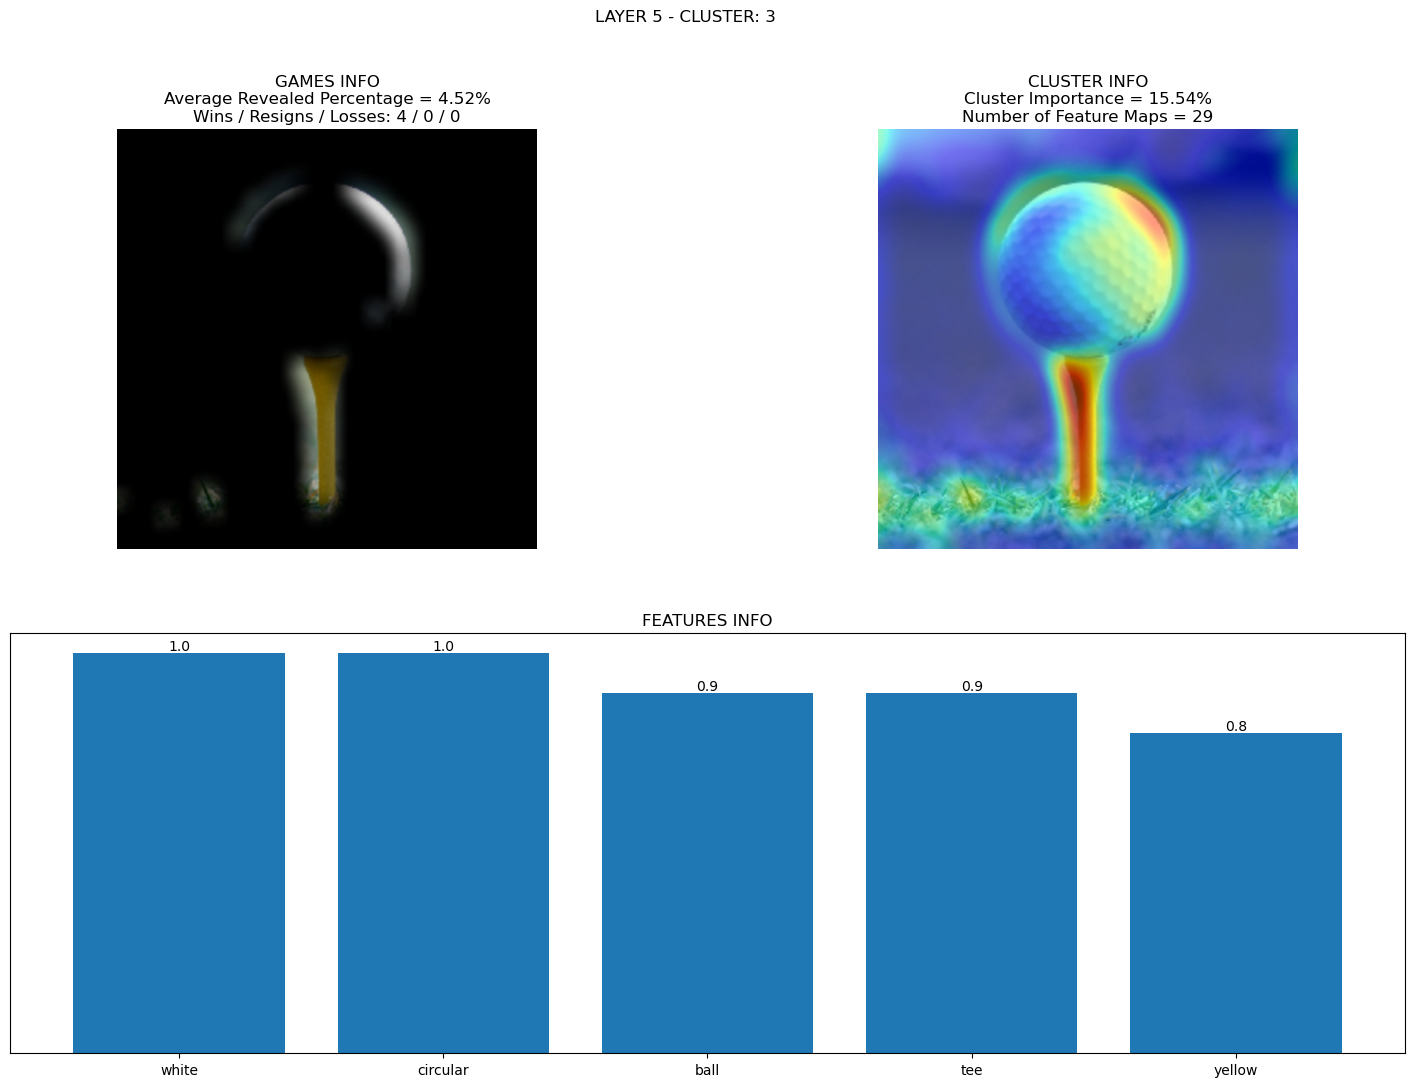 LAYER 5 - CLUSTER: 3
GAMES INFO
Average Revealed Percentage = 4.52%
Wins / Resigns / Losses: 4 / 0 / 0
CLUSTER INFO
Cluster Importance = 15.54%
Number of Feature Maps = 29
FEATURES INFO
1.0 1.0 0.9 0.9 0.8
white circular ball tee yellow